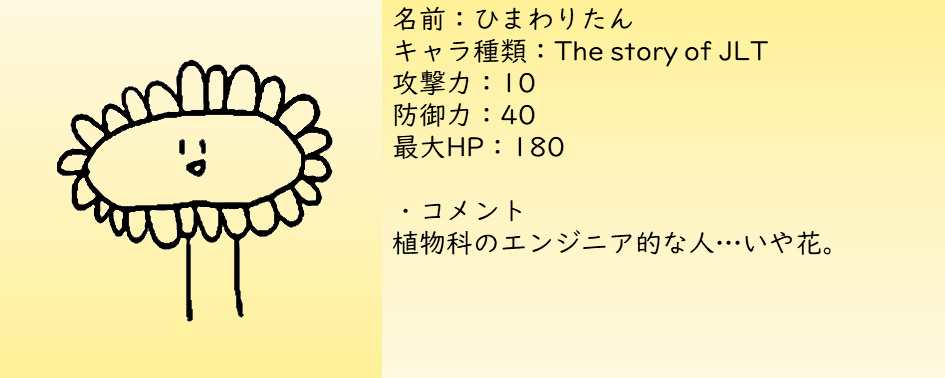 名前：ひまわりたん
キャラ種類：The story of JLT
攻撃力：10
防御力：40
最大HP：180
・コメント
植物科のエンジニア的な人…いや花。